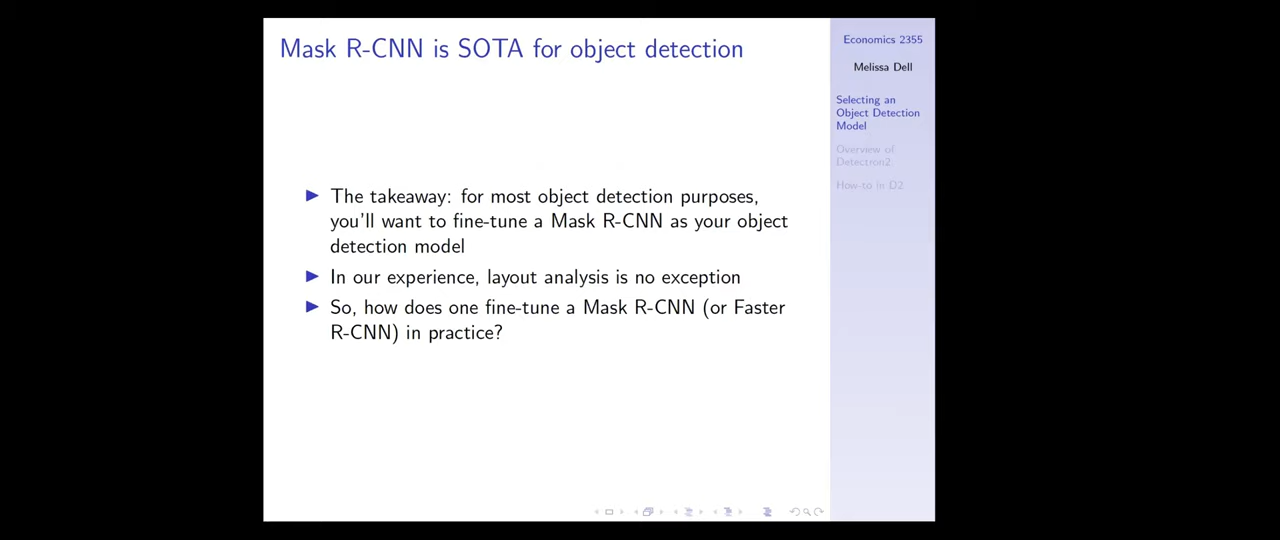 Mask R-CNN is SOTA for object detection
▶ The takeaway: for most object detection purposes,
you'll want to fine-tune a Mask R-CNN as your object
detection model
▶ In our experience, layout analysis is no exception
▶ So, how does one fine-tune a Mask R-CNN (or Faster
R-CNN) in practice?
Economics 2355
Melissa Dell
Selecting an
Object Detection
Model
Overview of
Detectron2
How-to in D2